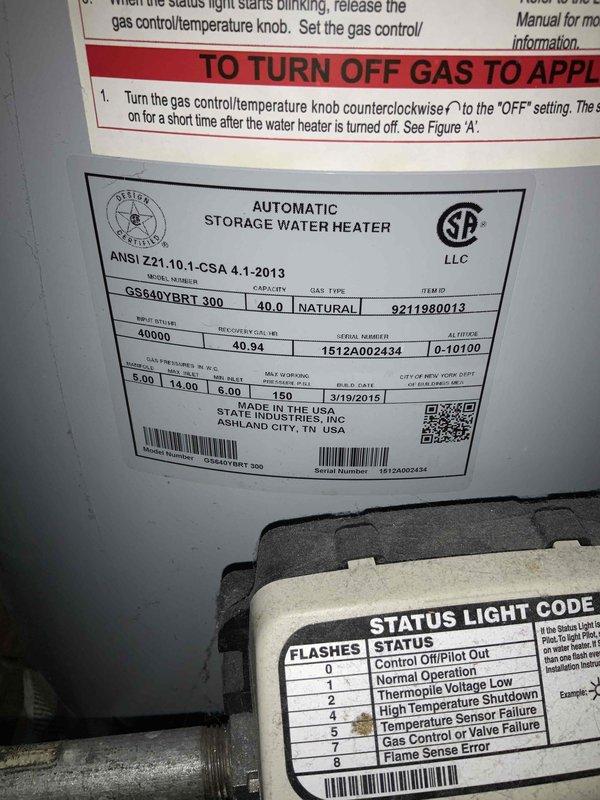 When the status light starts blinking, release the
gas control/temperature knob. Set the gas control/
Manual for mo
information.
TO TURN OFF GAS TO APPL
1. Turn the gas control/temperature knob counterclockwise to the "OFF" setting. The s
on for a short time after the water heater is turned off. See Figure 'A'.
DESIGN
CERTIFIED
AUTOMATIC
STORAGE WATER HEATER
CSA ®
LLC
ANSI Z21.10.1-CSA 4.1-2013
MODEL NUMBER CAPACITY GAS TYPE ITEM ID
GS640YBRT 300 40.0 NATURAL 9211980013
INPUT BTU/HR RECOVERY GAL/HR SERIAL NUMBER ALTITUDE
40000 40.94 1512A002434 0-10100
GAS PRESSURES IN W.C.
MANIFOLD MAX INLET MIN INLET MAX WORKING PRESSURE P.S.I. BUILD DATE CITY OF NEW YORK DEPT OF BUILDINGS MEA
5.00 14.00 6.00 150 3/19/2015
MADE IN THE USA
STATE INDUSTRIES, INC
ASHLAND CITY, TN USA
Model Number GS640YBRT 300
Serial Number 1512A002434
STATUS LIGHT CODE
FLASHES STATUS
0 Control Off/Pilot Out
1 Normal Operation
2 Thermopile Voltage Low
4 High Temperature Shutdown
5 Temperature Sensor Failure
7 Gas Control or Valve Failure
8 Flame Sense Error
If the Status Light is
Pilot. To light Pilot, s
on water heater. If S
than one flash eve
Installation Instruc
Example: